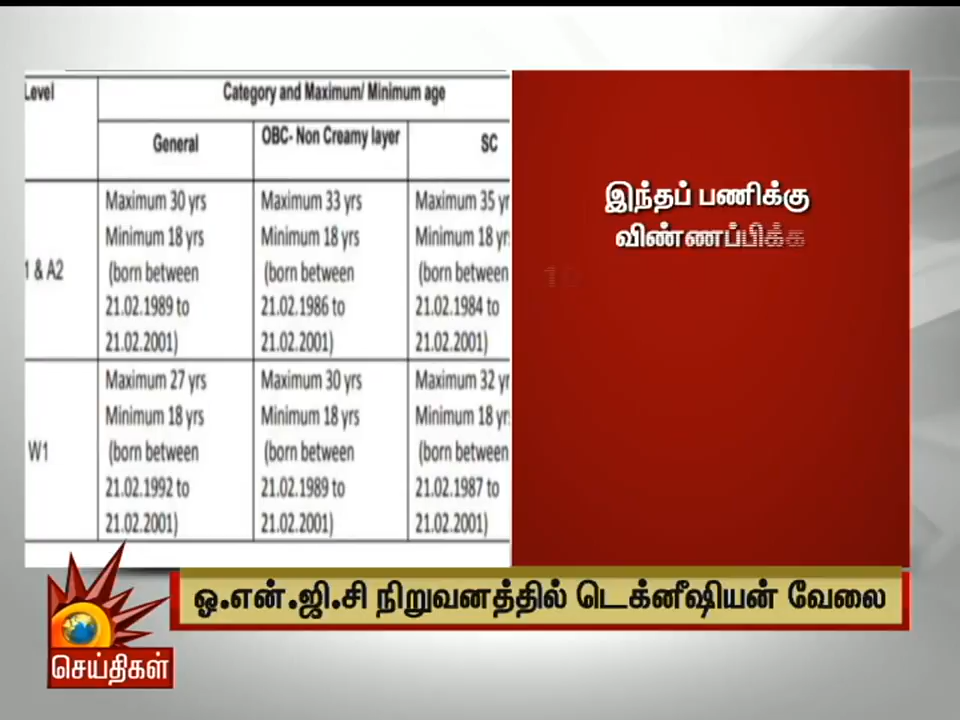 Level
Category and Maximum/ Minimum age
General
OBC- Non Creamy layer
SC
1 & A2
Maximum 30 yrs
Minimum 18 yrs
(born between
21.02.1989 to
21.02.2001)
Maximum 33 yrs
Minimum 18 yrs
(born between
21.02.1986 to
21.02.2001)
Maximum 35 yr
Minimum 18 yr
(born between
21.02.1984 to
21.02.2001)
W1
Maximum 27 yrs
Minimum 18 yrs
(born between
21.02.1992 to
21.02.2001)
Maximum 30 yrs
Minimum 18 yrs
(born between
21.02.1989 to
21.02.2001)
Maximum 32 yr
Minimum 18 yr
(born between
21.02.1987 to
21.02.2001)
இந்தப் பணிக்கு
விண்ணப்பிக்க
ஓ.என்.ஜி.சி நிறுவனத்தில் டெக்னீஷியன் வேலை
செய்திகள்